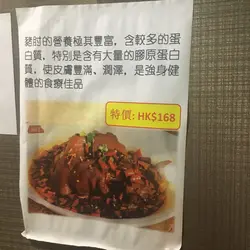 豬肘的營養極其豐富，含較多的蛋
白質，特別是含有大量的膠原蛋白
質，使皮膚豐滿、潤澤，是強身健
體的食療佳品
特價: HK$168